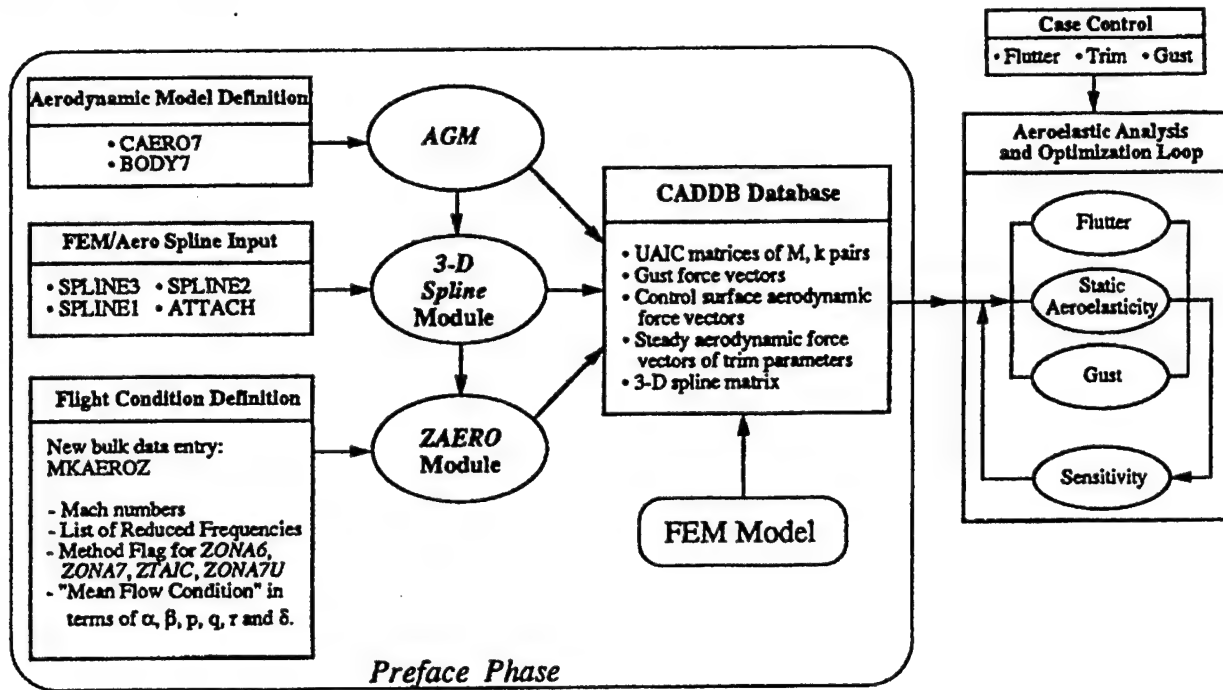 Case Control
• Flutter • Trim • Gust
Aerodynamic Model Definition
• CAERO7
• BODY7
AGM
FEM/Aero Spline Input
• SPLINE3 • SPLINE2
• SPLINE1 • ATTACH
3-D
Spline
Module
Flight Condition Definition
New bulk data entry:
MKAEROZ
- Mach numbers
- List of Reduced Frequencies
- Method Flag for ZONA6,
ZONA7, ZTAIC, ZONA7U
- "Mean Flow Condition" in
terms of α, β, p, q, r and δ.
ZAERO
Module
CADDB Database
• UAIC matrices of M, k pairs
• Gust force vectors
• Control surface aerodynamic
force vectors
• Steady aerodynamic force
vectors of trim parameters
• 3-D spline matrix
FEM Model
Preface Phase
Aeroelastic Analysis
and Optimization Loop
Flutter
Static
Aeroelasticity
Gust
Sensitivity